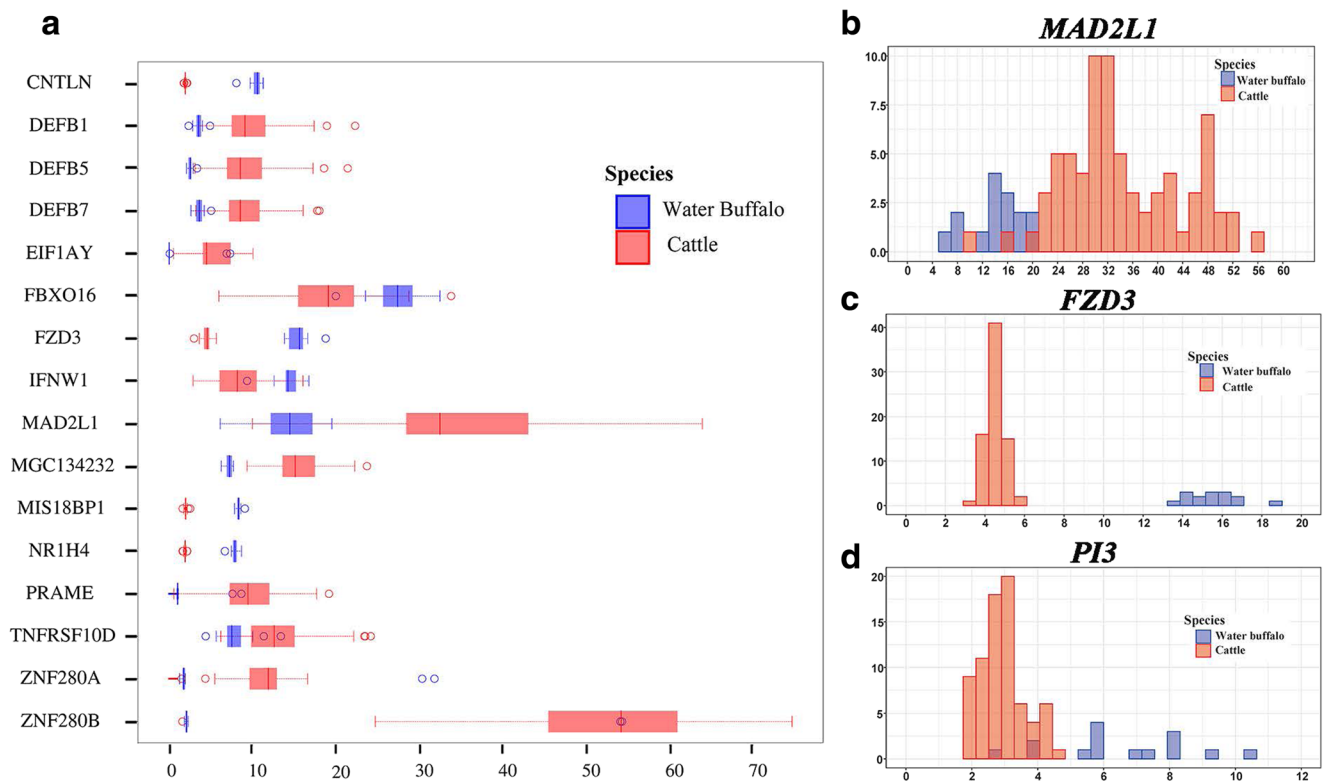 a
CNTLN
DEFB1
DEFB5
DEFB7
EIF1AY
FBXO16
FZD3
IFNW1
MAD2L1
MGC134232
MIS18BP1
NR1H4
PRAME
TNFRSF10D
ZNF280A
ZNF280B
0 10 20 30 40 50 60 70
Species
Water Buffalo
Cattle
b
MAD2L1
10.0
7.5
5.0
2.5
0.0
0 4 8 12 16 20 24 28 32 36 40 44 48 52 56 60
Species
Water buffalo
Cattle
c
FZD3
40
30
20
10
0
0 2 4 6 8 10 12 14 16 18 20
Species
Water buffalo
Cattle
d
PI3
20
15
10
5
0
0 2 4 6 8 10 12
Species
Water buffalo
Cattle